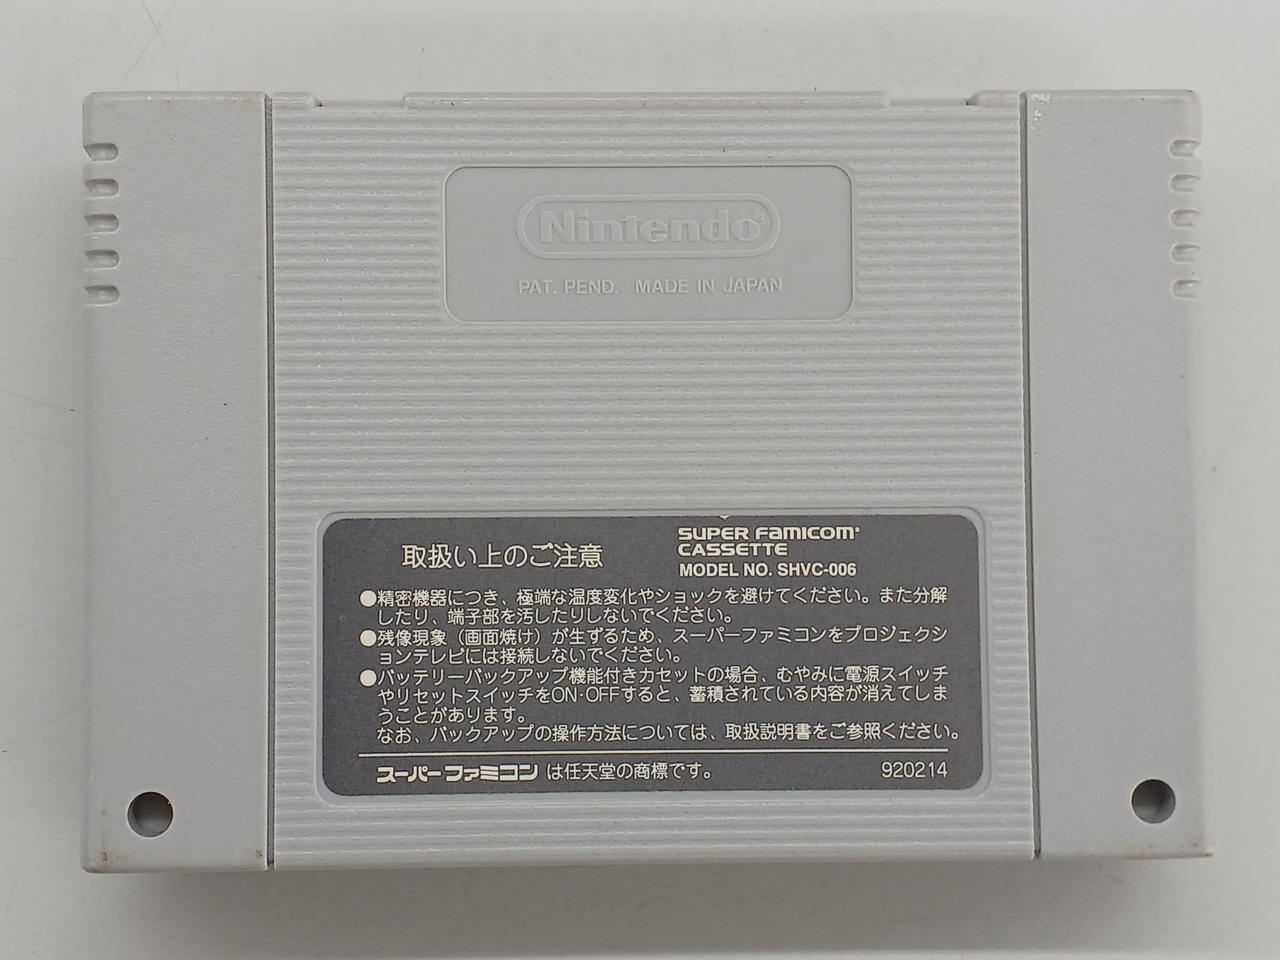 Nintendo®
PAT. PEND. MADE IN JAPAN
取扱い上のご注意
SUPER FAMICOM
CASSETTE
MODEL NO. SHVC-006
●精密機器につき、極端な温度変化やショックを避けてください。また分解
したり、端子部を汚したりしないでください。
●残像現象（画面焼け）が生ずるため、スーパーファミコンをプロジェクシ
ョンテレビには接続しないでください。
●バッテリーバックアップ機能付きカセットの場合、むやみに電源スイッチ
やリセットスイッチをON·OFFすると、蓄積されている内容が消えてしま
うことがあります。
なお、バックアップの操作方法については、取扱説明書をご参照ください。
スーパーファミコン は任天堂の商標です。
920214